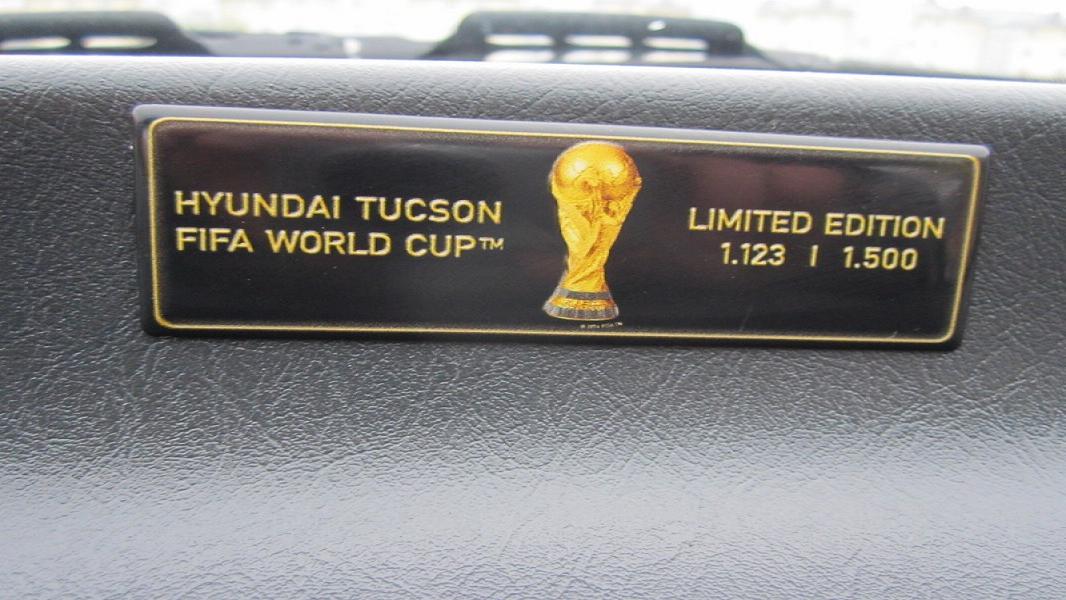 HYUNDAI TUCSON
FIFA WORLD CUP™
LIMITED EDITION
1.123 | 1.500